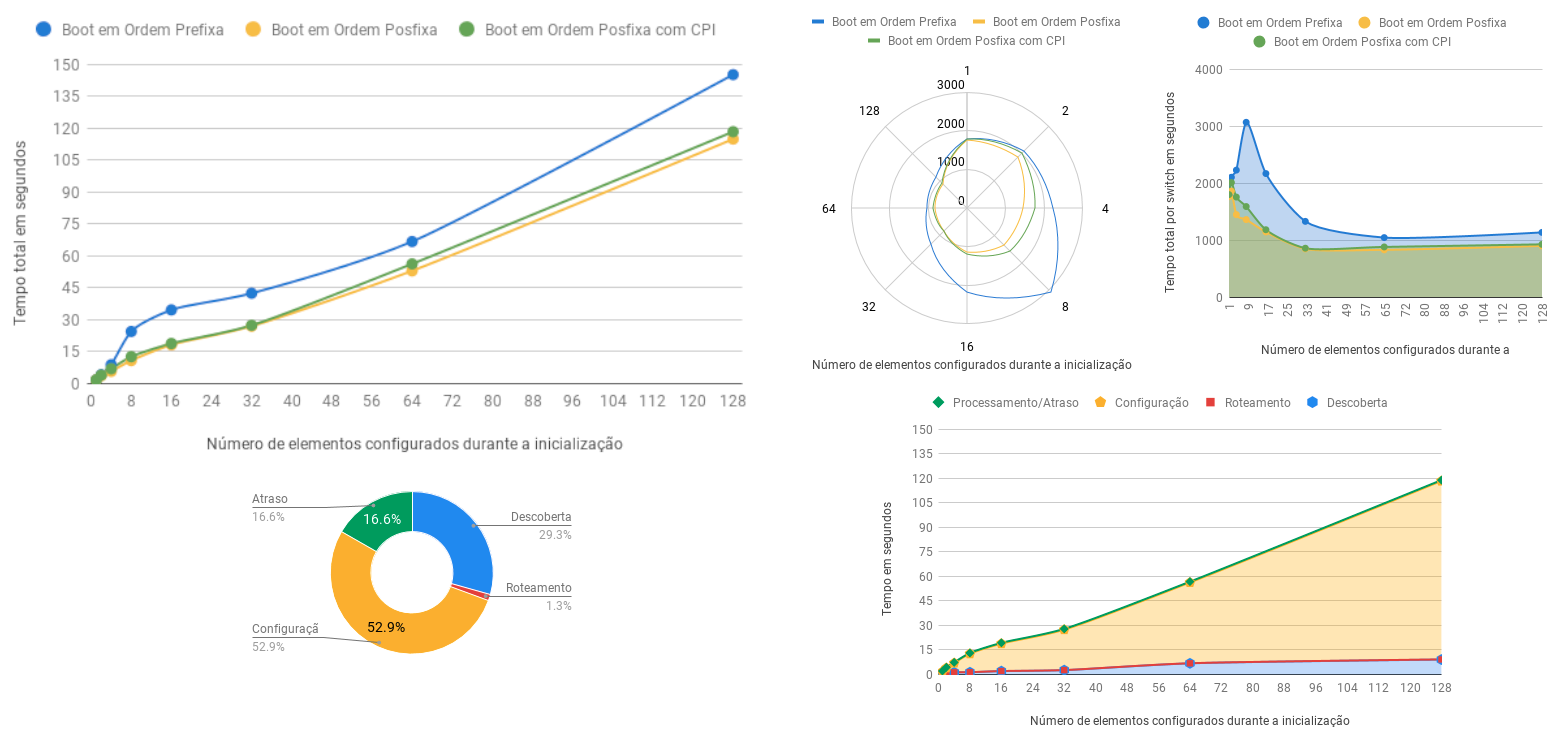 Boot em Ordem Prefixa Boot em Ordem Posfixa Boot em Ordem Posfixa com CPI
150
135
120
105
90
75
60
45
30
15
0
0 8 16 24 32 40 48 56 64 72 80 88 96 104 112 120 128
Tempo total em segundos
Número de elementos configurados durante a inicialização
Boot em Ordem Prefixa Boot em Ordem Posfixa
Boot em Ordem Posfixa com CPI
1
2
4
8
16
32
64
128
3000
2000
1000
0
Número de elementos configurados durante a inicialização
Boot em Ordem Prefixa Boot em Ordem Posfixa
Boot em Ordem Posfixa com CPI
4000
3000
2000
1000
0
1 9 17 25 33 41 49 57 65 72 80 88 96 104 112 120 128
Tempo total por switch em segundos
Número de elementos configurados durante a
Atraso
16.6%
16.6%
Descoberta
29.3%
Roteamento
1.3%
Configuraçã
52.9%
52.9%
Processamento/Atraso Configuração Roteamento Descoberta
150
135
120
105
90
75
60
45
30
15
0
0 8 16 24 32 40 48 56 64 72 80 88 96 104 112 120 128
Tempo em segundos
Número de elementos configurados durante a inicialização